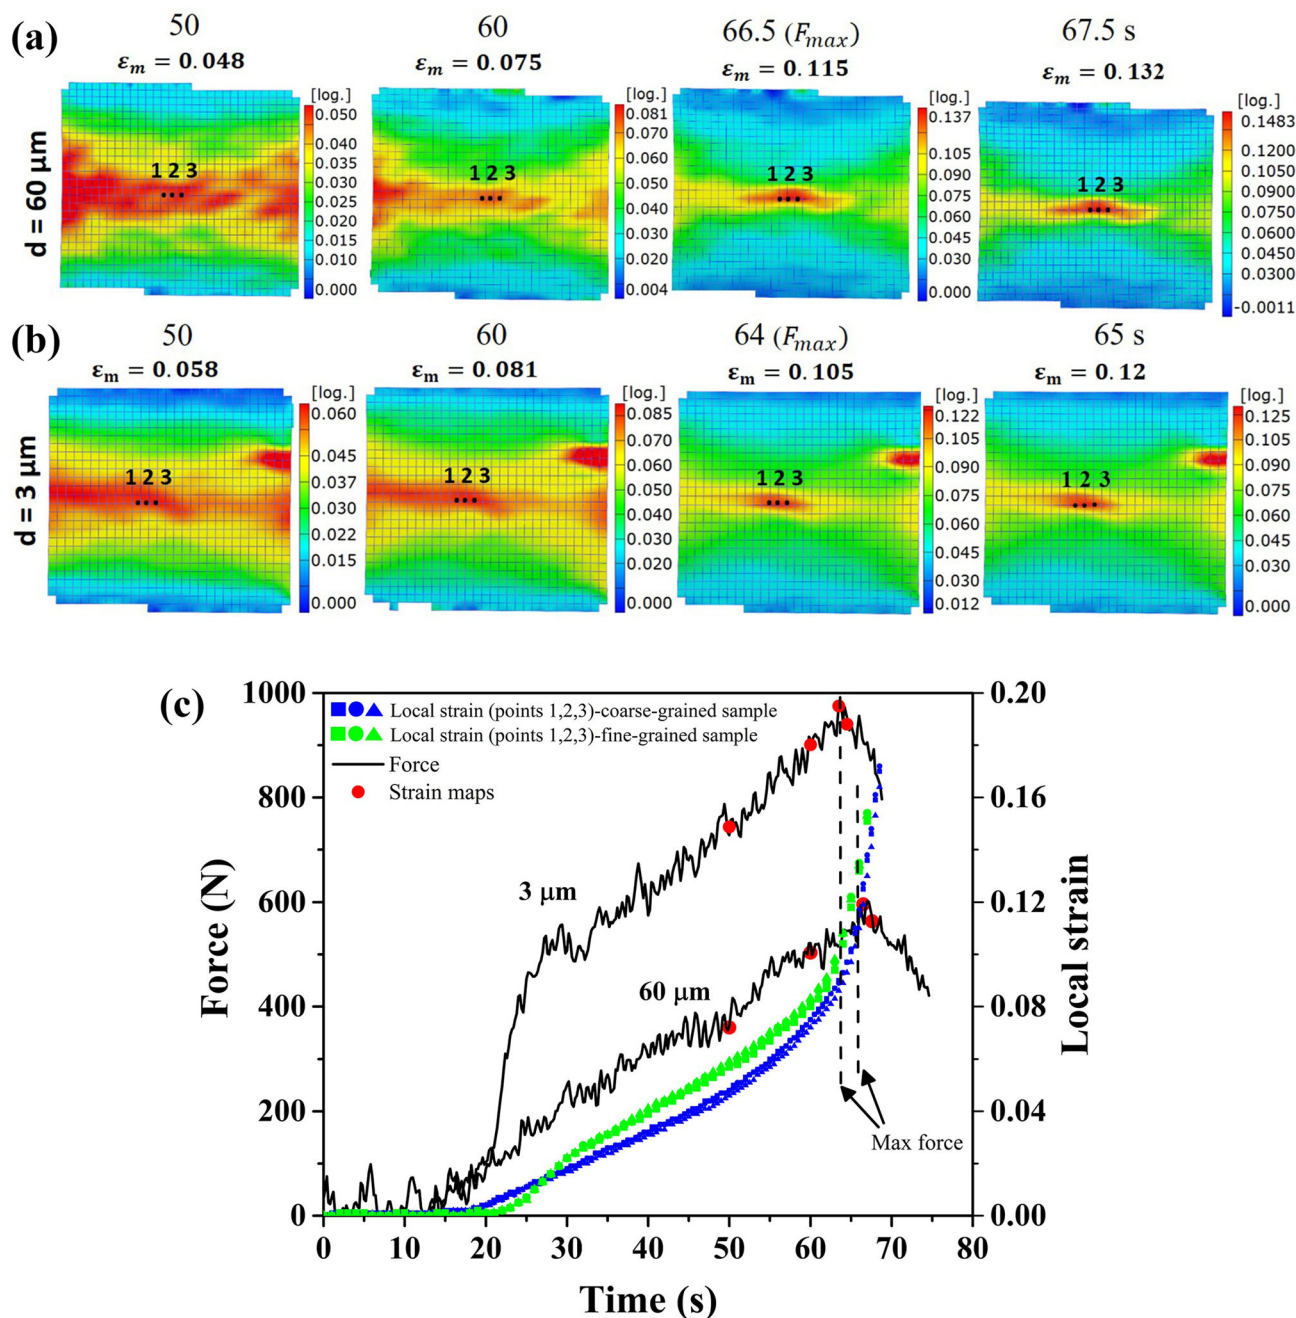 (a)
50
60
66.5 (F_max)
67.5 s
ε_m = 0.048
ε_m = 0.075
ε_m = 0.115
ε_m = 0.132
d = 60 μm
[log.]
0.050
0.045
0.035
0.030
0.025
0.020
0.015
0.010
0.000
1 2 3
[log.]
0.081
0.070
0.060
0.050
0.040
0.030
0.020
0.004
1 2 3
[log.]
0.137
0.105
0.090
0.075
0.060
0.045
0.030
0.000
1 2 3
[log.]
0.1483
0.1200
0.1050
0.0900
0.0750
0.0450
0.0300
-0.0011
1 2 3
(b)
50
60
64 (F_max)
65 s
ε_m = 0.058
ε_m = 0.081
ε_m = 0.105
ε_m = 0.12
d = 3 μm
[log.]
0.060
0.052
0.045
0.037
0.030
0.022
0.015
0.000
1 2 3
[log.]
0.085
0.070
0.060
0.050
0.040
0.030
0.020
0.000
1 2 3
[log.]
0.122
0.105
0.090
0.075
0.060
0.045
0.030
0.012
1 2 3
[log.]
0.125
0.105
0.090
0.075
0.060
0.045
0.030
0.000
1 2 3
(c)
Local strain (points 1,2,3)-coarse-grained sample
Local strain (points 1,2,3)-fine-grained sample
Force
Strain maps
3 μm
60 μm
Max force
Force (N)
1000
800
600
400
200
0
Local strain
0.20
0.16
0.12
0.08
0.04
0.00
0 10 20 30 40 50 60 70 80
Time (s)